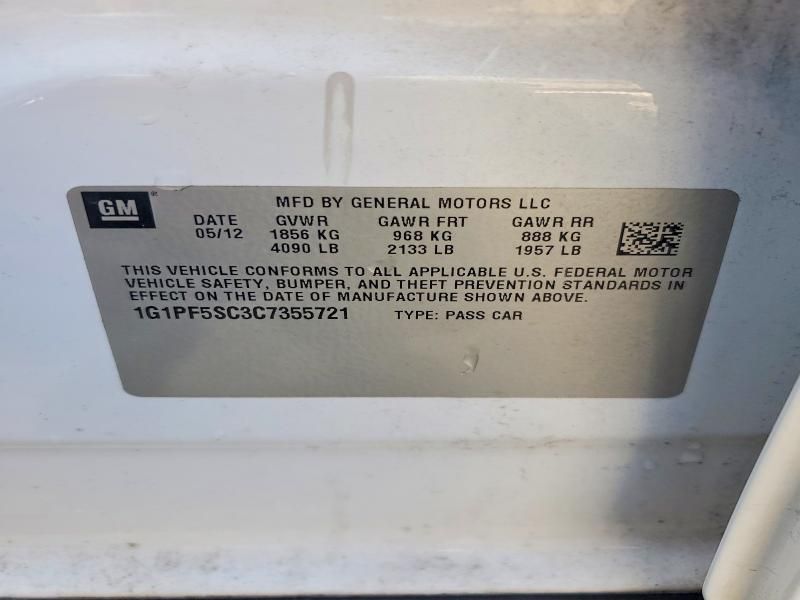 GM ® MFD BY GENERAL MOTORS LLC
DATE GVWR GAWR FRT GAWR RR
05/12 1856 KG 968 KG 888 KG
4090 LB 2133 LB 1957 LB
THIS VEHICLE CONFORMS TO ALL APPLICABLE U.S. FEDERAL MOTOR
VEHICLE SAFETY, BUMPER, AND THEFT PREVENTION STANDARDS IN
EFFECT ON THE DATE OF MANUFACTURE SHOWN ABOVE.
1G1PF5SC3C7355721 TYPE: PASS CAR